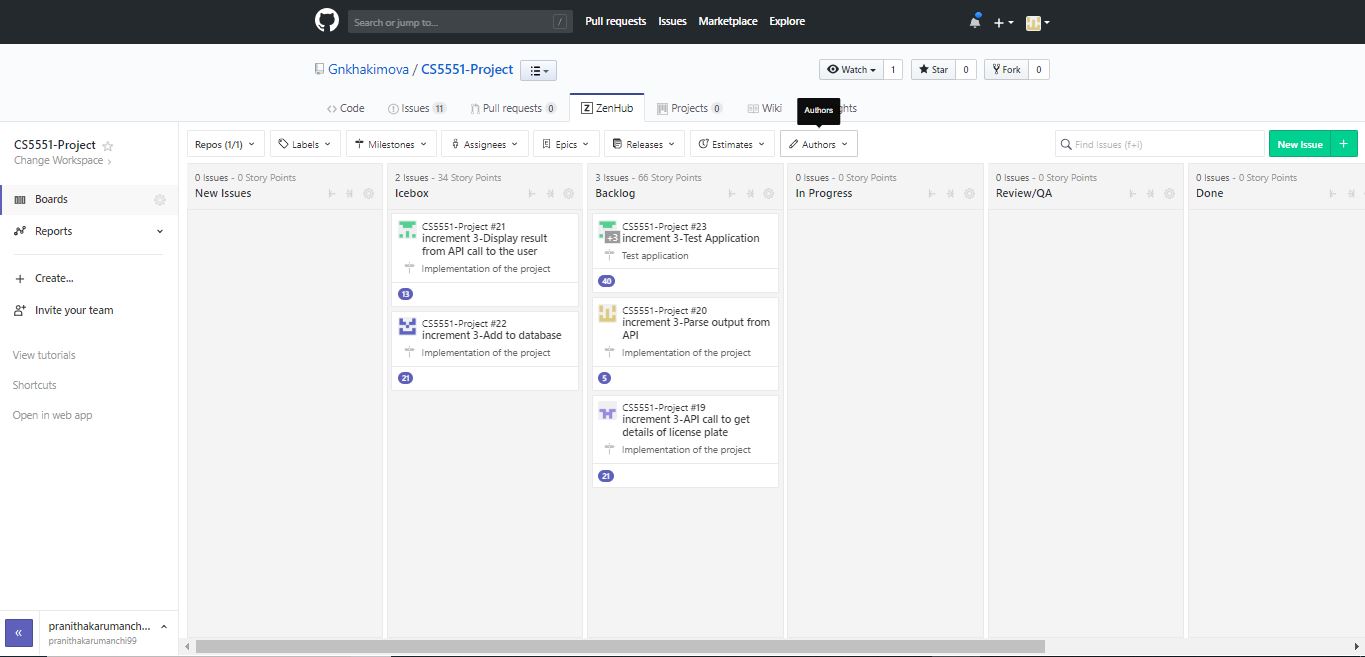 Search or jump to...
/
Pull requests
Issues
Marketplace
Explore
Gnkhakimova / CS5551-Project
Watch
1
Star
0
Fork
0
Code
Issues 11
Pull requests 0
ZenHub
Projects 0
Wiki
Authors
CS5551-Project
Change Workspace
Boards
Reports
Create...
Invite your team
View tutorials
Shortcuts
Open in web app
pranithakarumanch...
pranithakarumanchi99
Repos (1/1)
Labels
Milestones
Assignees
Epics
Releases
Estimates
Authors
Find Issues (f+i)
New Issue
0 Issues - 0 Story Points
New Issues
2 Issues - 34 Story Points
Icebox
CS5551-Project #21
increment 3-Display result
from API call to the user
Implementation of the project
13
CS5551-Project #22
increment 3-Add to database
Implementation of the project
21
3 Issues - 66 Story Points
Backlog
+3
CS5551-Project #23
increment 3-Test Application
Test application
40
CS5551-Project #20
increment 3-Parse output from
API
Implementation of the project
5
CS5551-Project #19
increment 3-API call to get
details of license plate
Implementation of the project
21
0 Issues - 0 Story Points
In Progress
0 Issues - 0 Story Points
Review/QA
0 Issues - 0 Story Points
Done